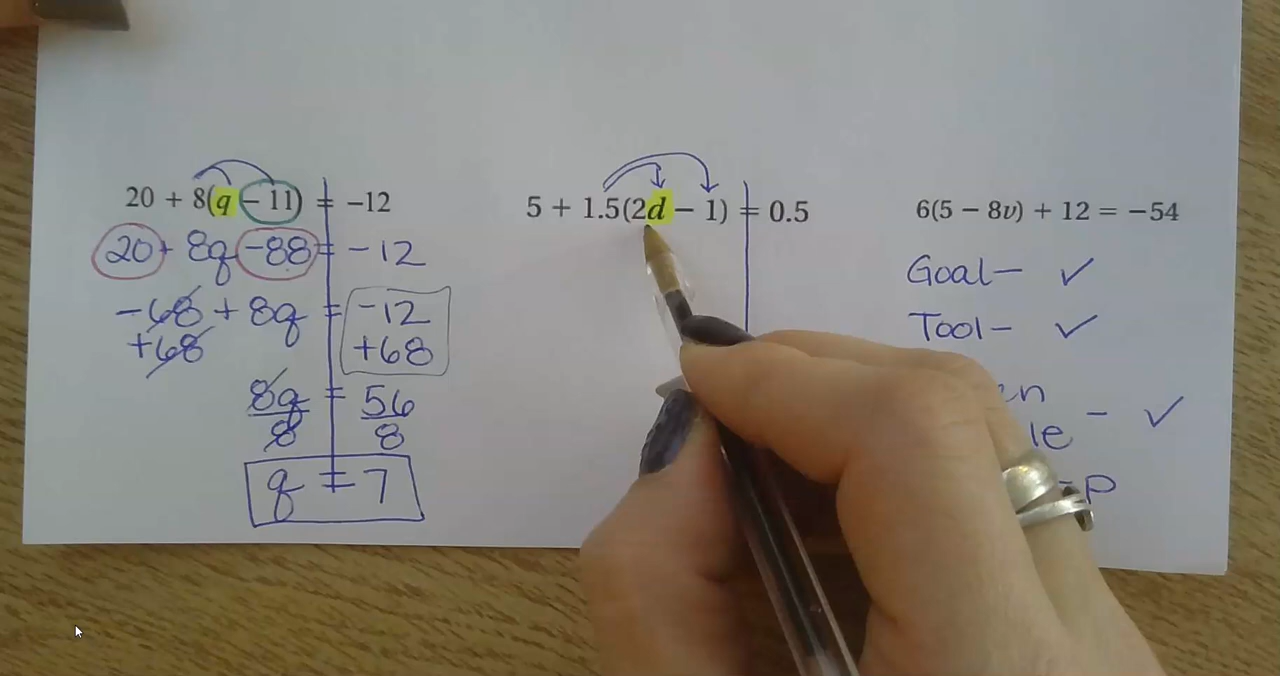 20 + 8(q − 11) = −12
20 + 8q −88 = −12
−68 + 8q = −12
+68 +68
8q = 56
8 8
q = 7
5 + 1.5(2d − 1) = 0.5
6(5 − 8v) + 12 = −54
Goal— ✓
Tool— ✓
— ✓